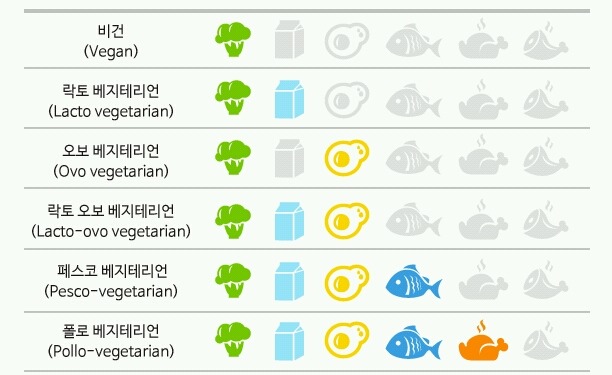 비건
(Vegan)
락토 베지테리언
(Lacto vegetarian)
오보 베지테리언
(Ovo vegetarian)
락토 오보 베지테리언
(Lacto-ovo vegetarian)
페스코 베지테리언
(Pesco-vegetarian)
폴로 베지테리언
(Pollo-vegetarian)